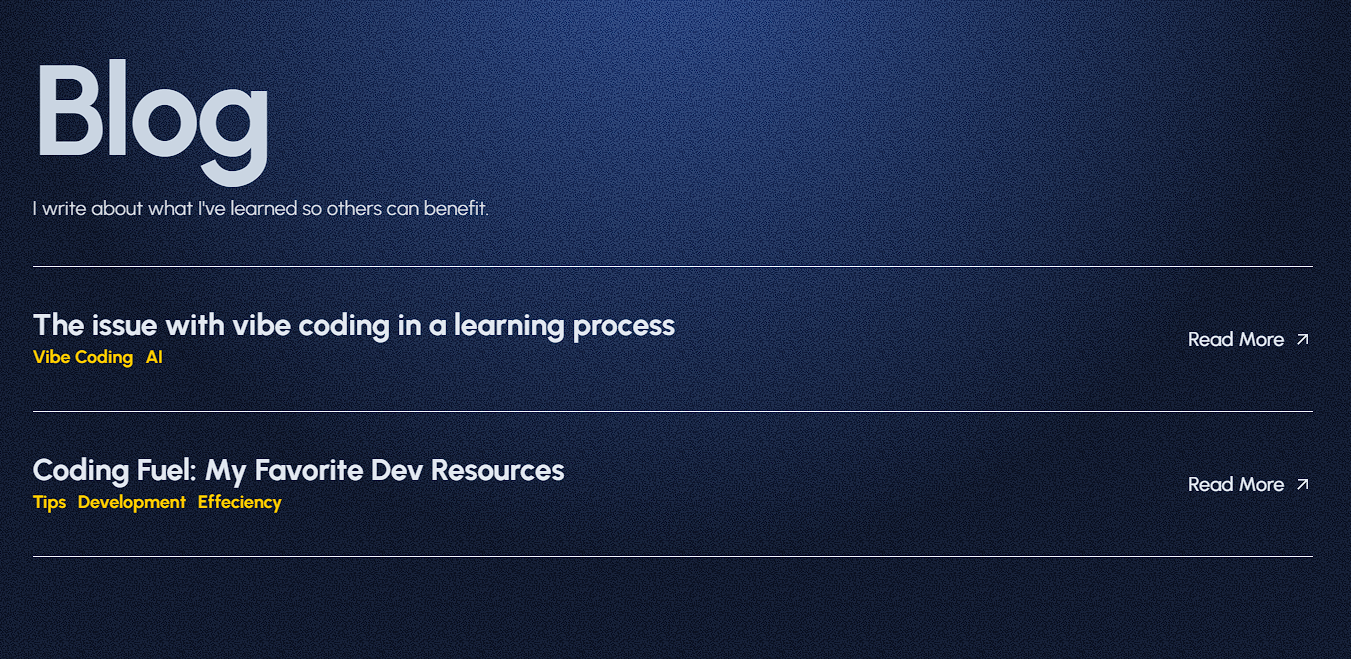 Blog
I write about what I've learned so others can benefit.
The issue with vibe coding in a learning process
Vibe Coding AI
Read More
Coding Fuel: My Favorite Dev Resources
Tips Development Effeciency
Read More